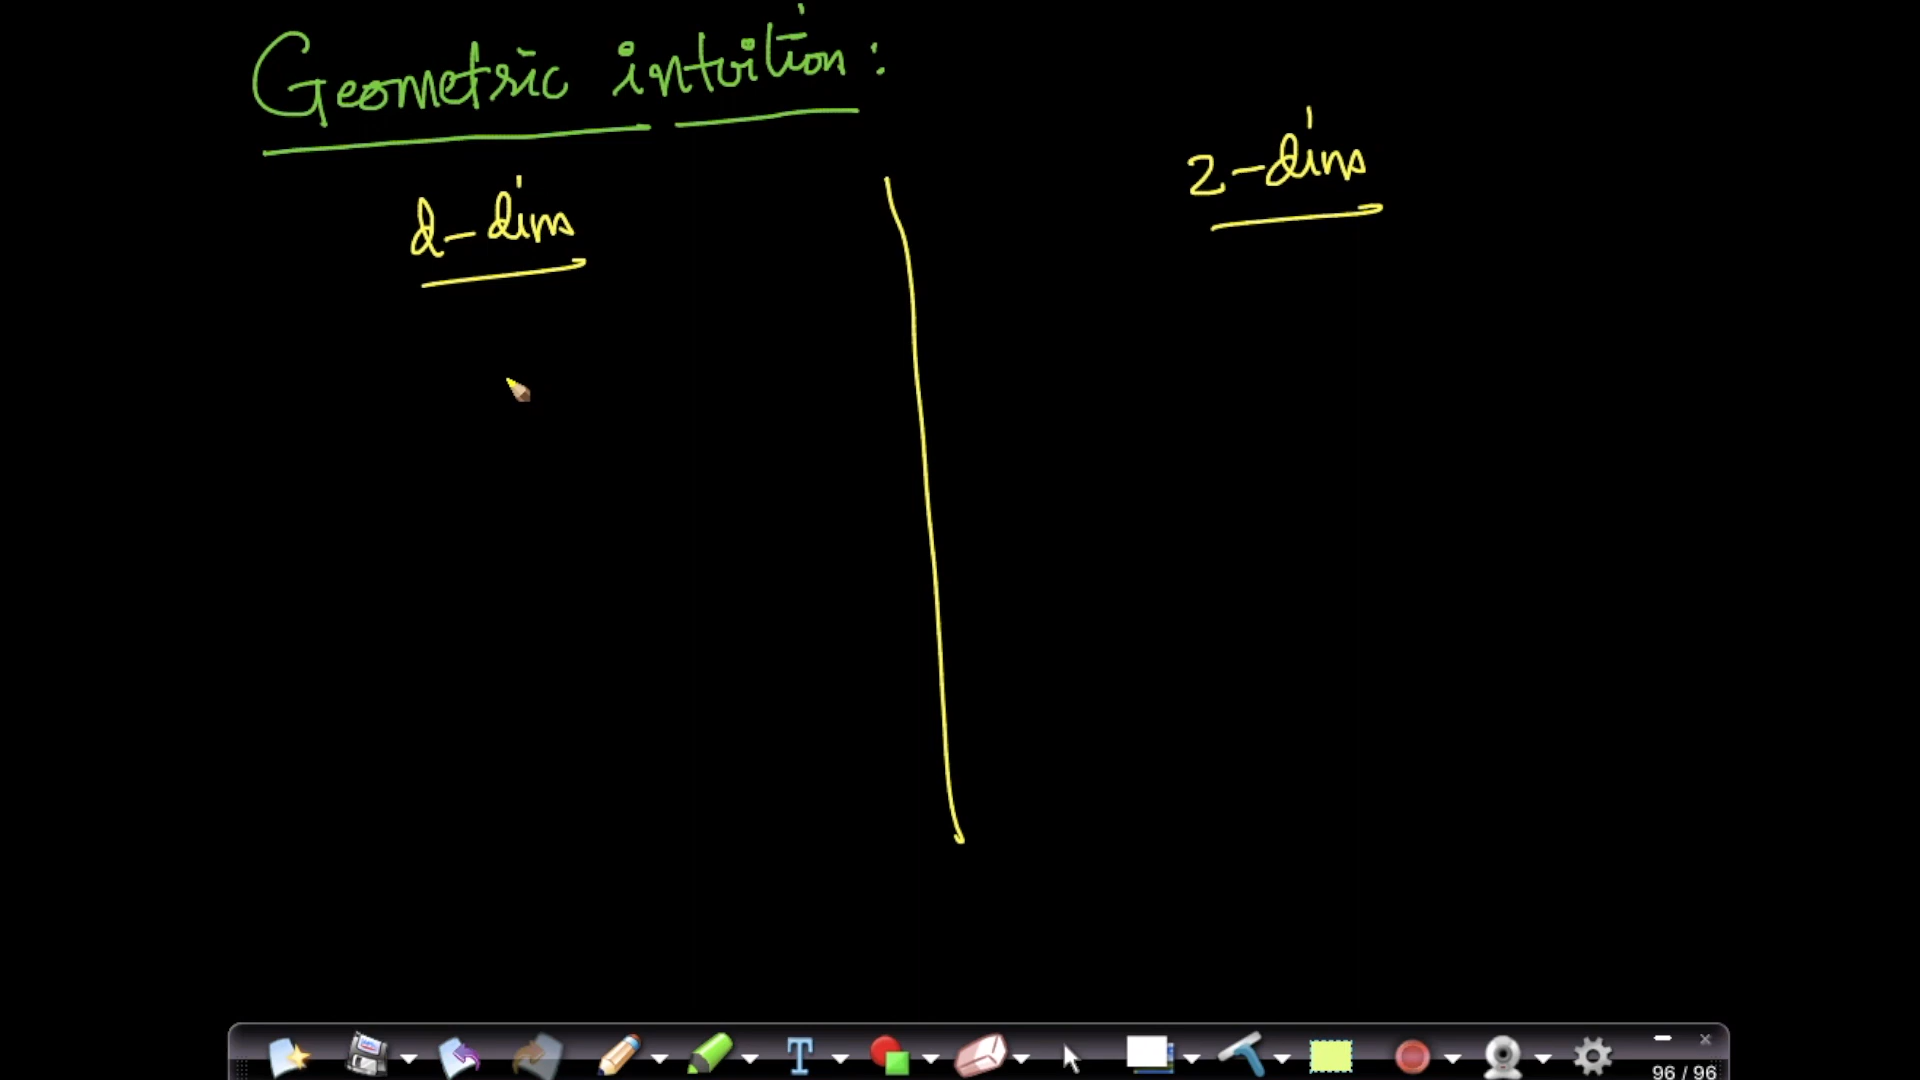 Geometric intuition:
d-dim
2-dim
T
96 / 96